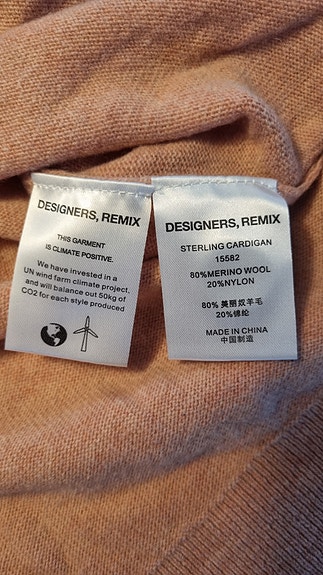 DESIGNERS, REMIX
THIS GARMENT
IS CLIMATE POSITIVE.
We have invested in a
UN wind farm climate project,
and will balance out 50kg of
CO2 for each style produced
DESIGNERS, REMIX
STERLING CARDIGAN
15582
80%MERINO WOOL
20%NYLON
80% 美丽奴羊毛
20%锦纶
MADE IN CHINA
中国制造